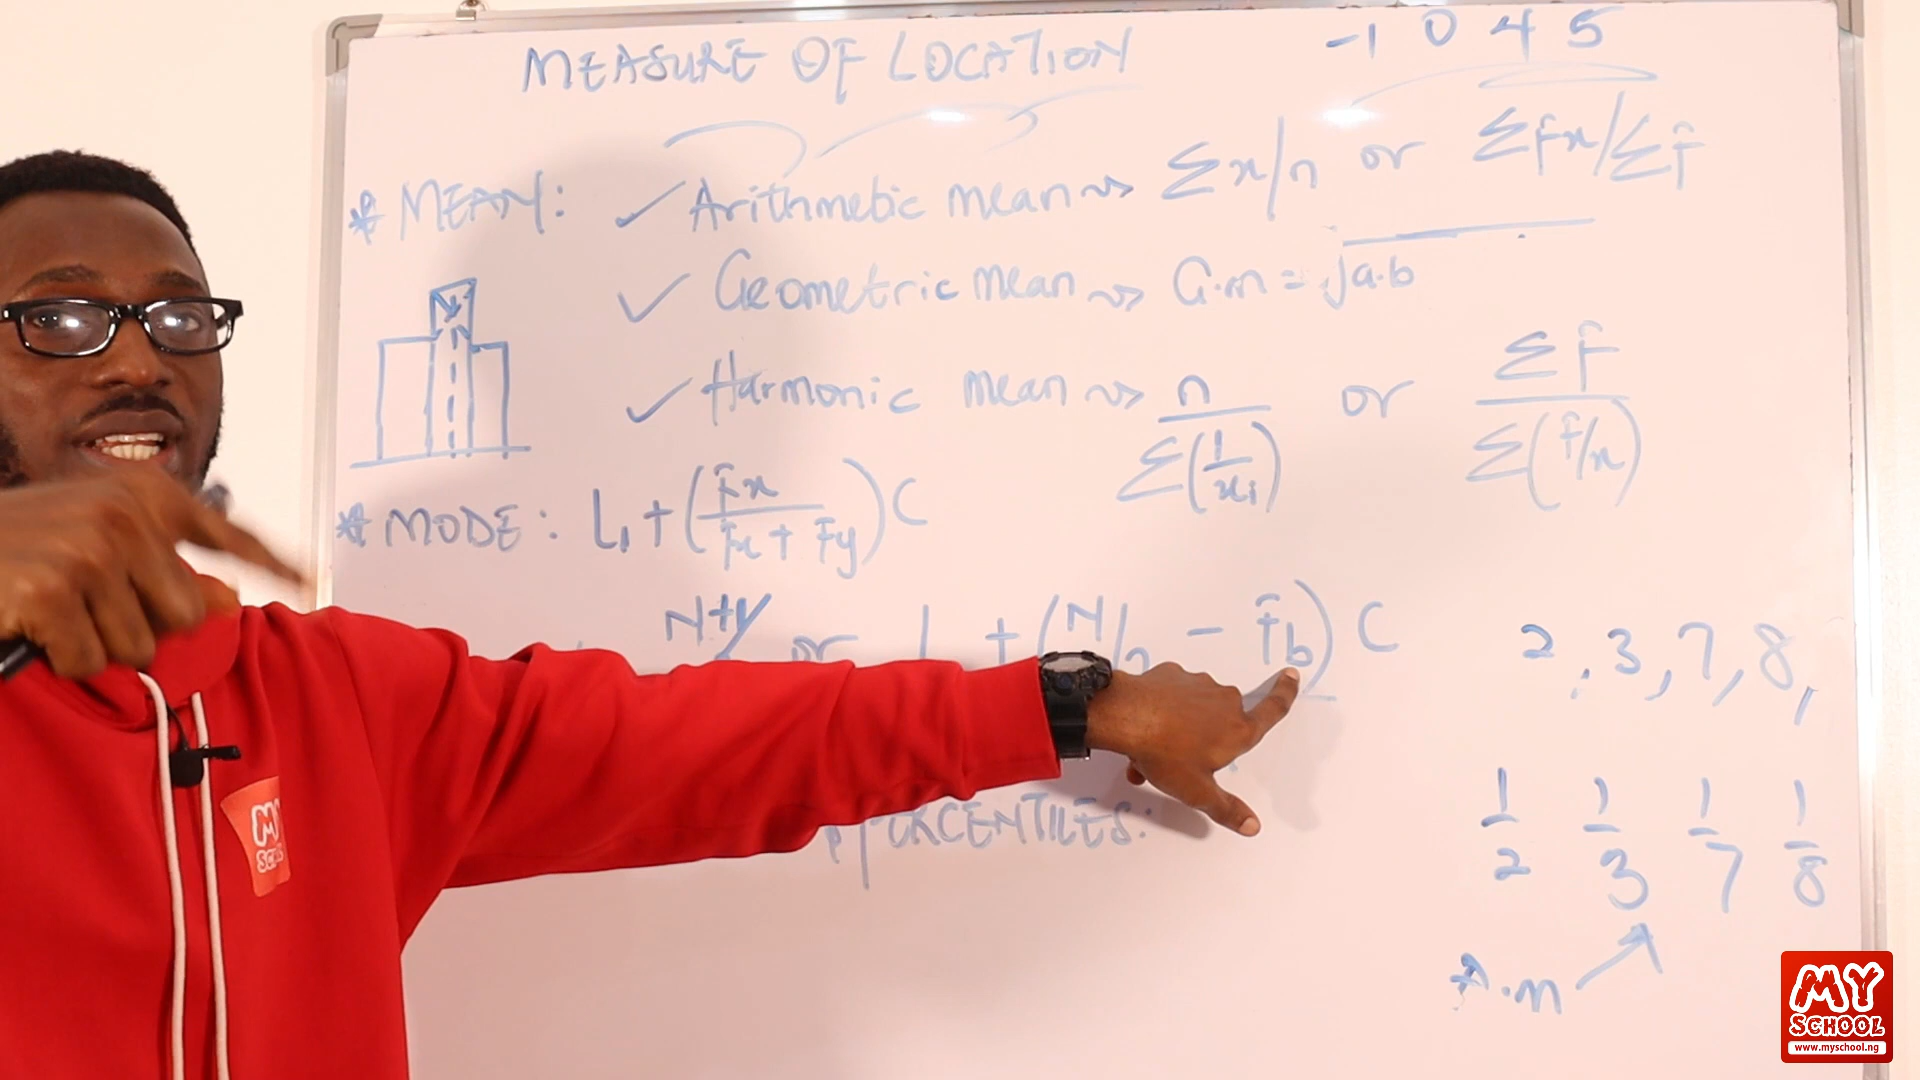 MEASURE OF LOCATION
-1 0 4 5
* MEAN: ✓ Arithmetic mean ~> Σx/n or Σfx/Σf
✓ Geometric mean ~> G.m = √a.b
✓ Harmonic mean ~> n/Σ(1/xi) or Σf/Σ(f/x)
* MODE: L1 + (fx/fx + fy) C
N+1/ or L + (N/2 - fb) C
2, 3, 7, 8,
PERCENTILES:
1/2 1/3 1/7 1/8
A.m
MY SCHOOL
MY
SCHOOL
www.myschool.ng